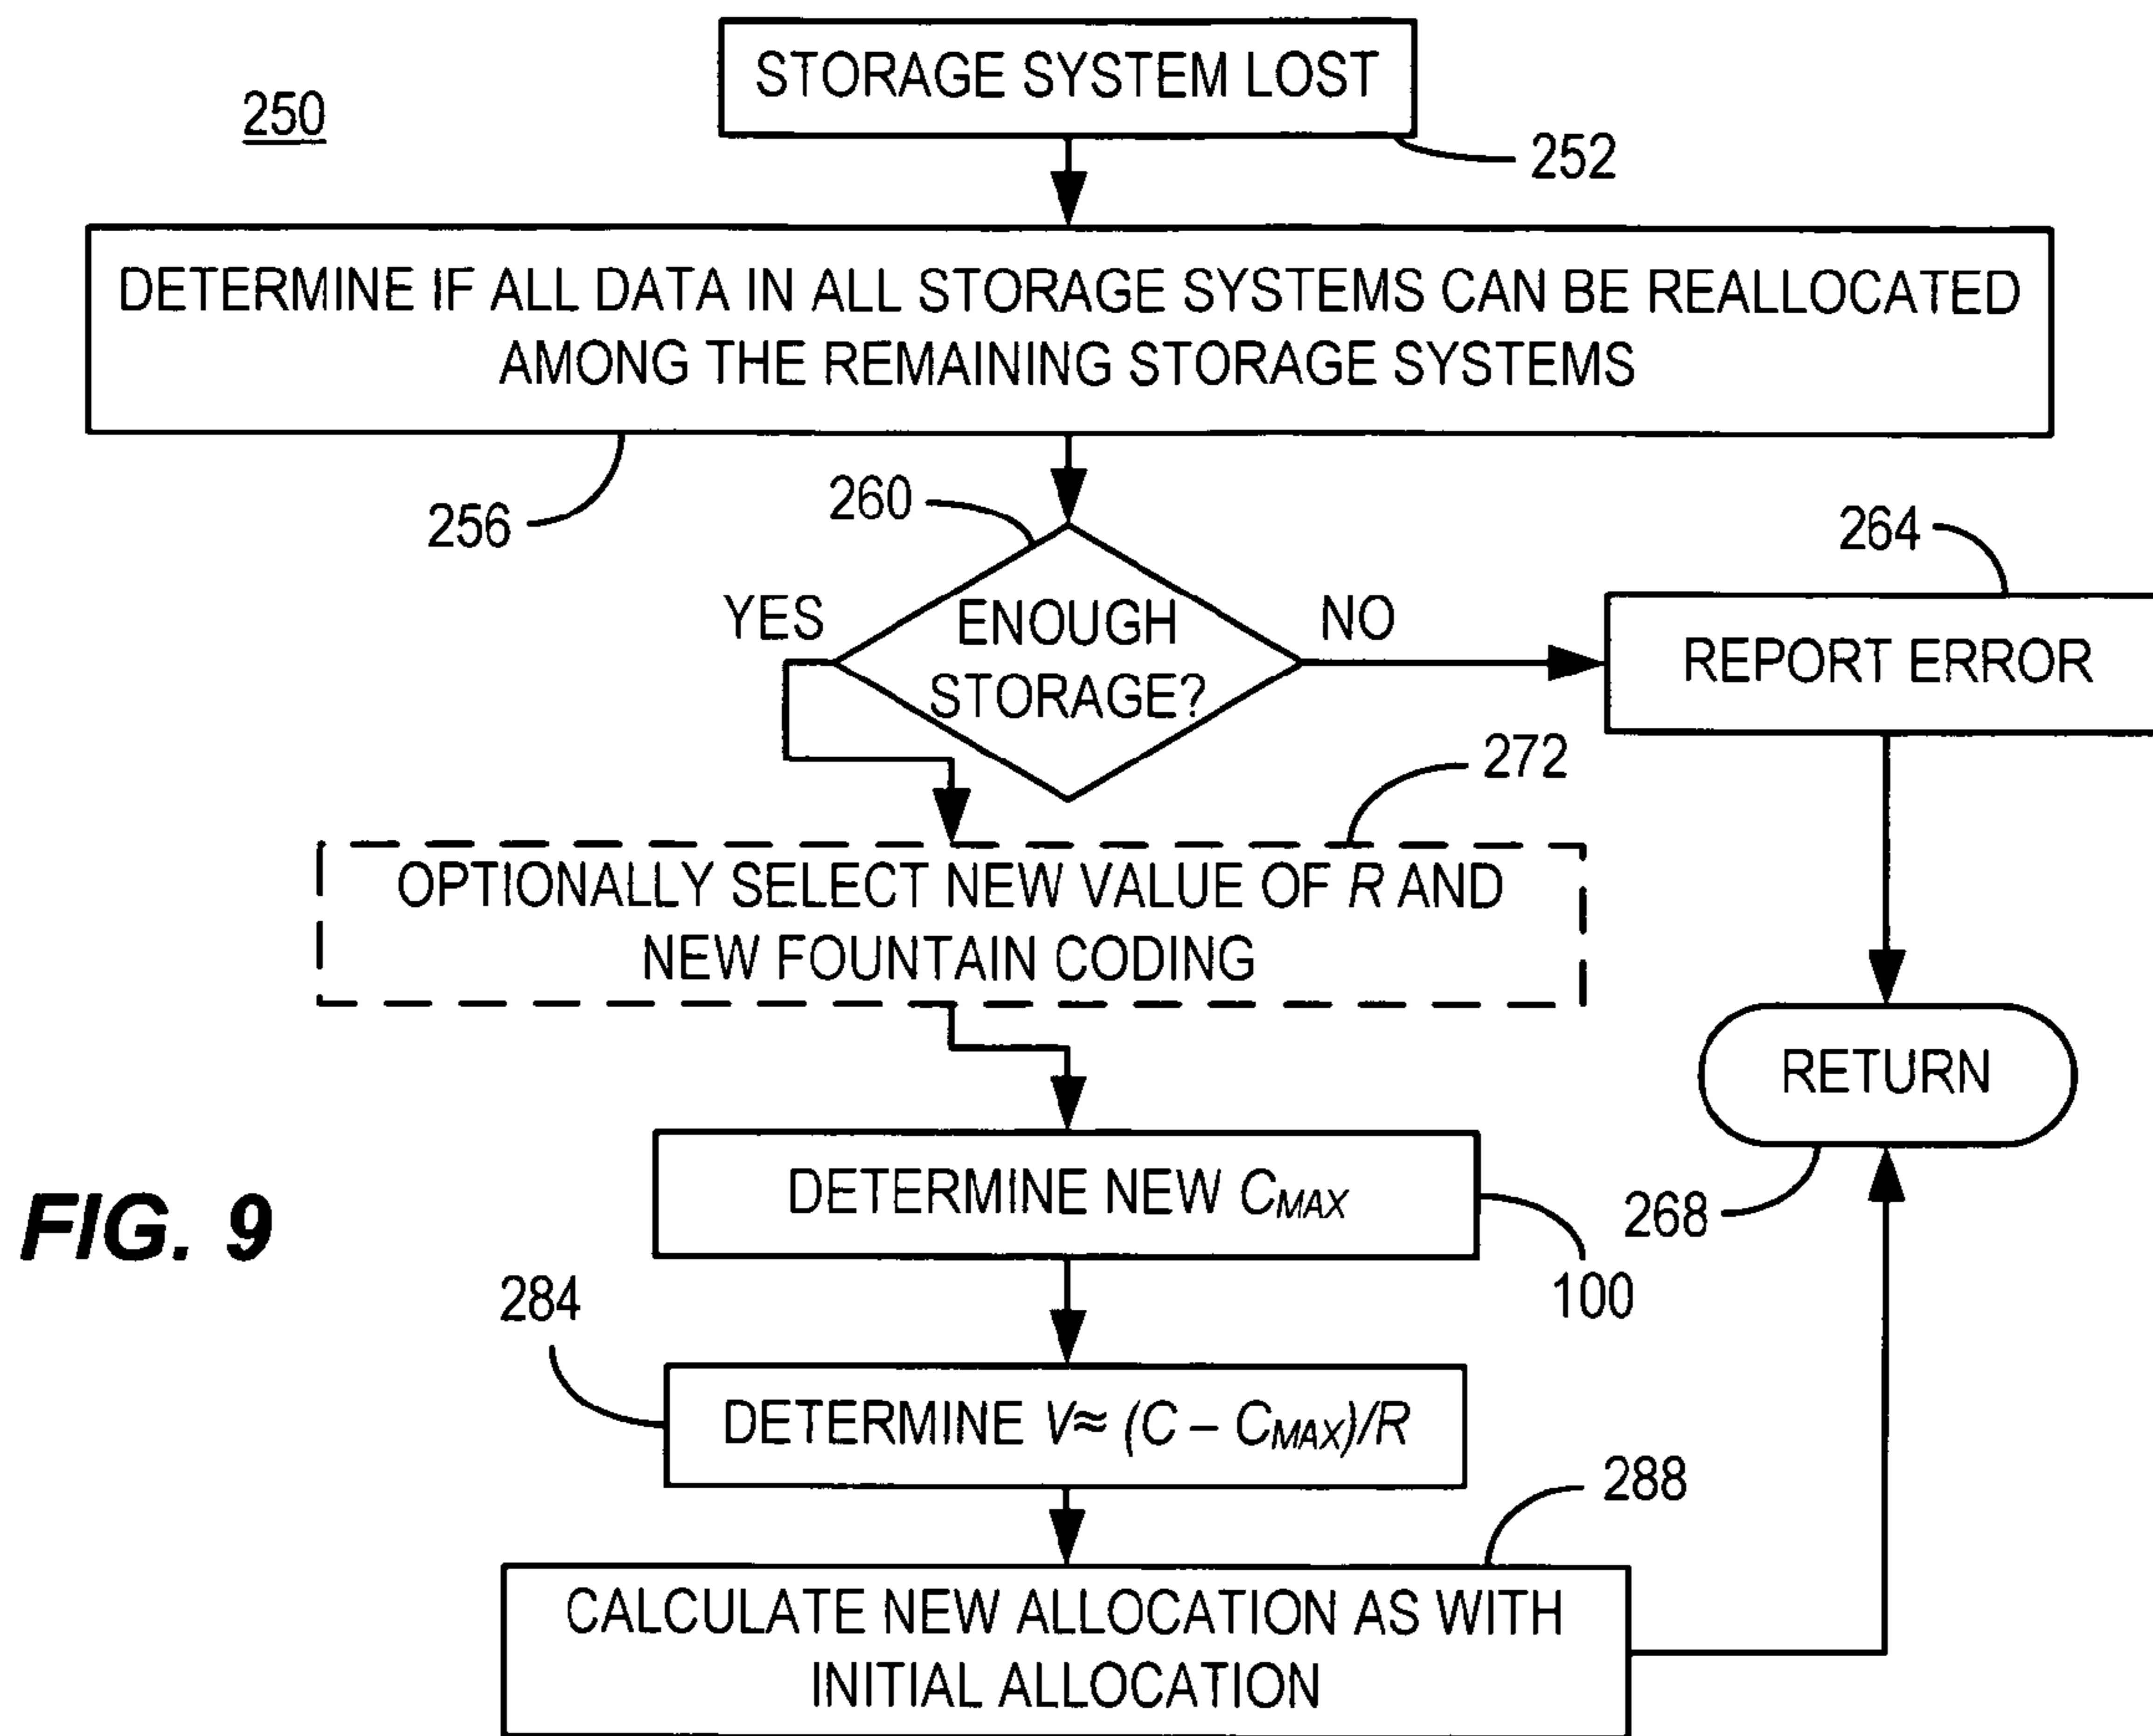 STORAGE SYSTEM LOST
250
252
DETERMINE IF ALL DATA IN ALL STORAGE SYSTEMS CAN BE REALLOCATED
AMONG THE REMAINING STORAGE SYSTEMS
256
260
264
YES
ENOUGH
STORAGE?
NO
REPORT ERROR
272
OPTIONALLY SELECT NEW VALUE OF R AND
NEW FOUNTAIN CODING
RETURN
268
DETERMINE NEW CMAX
100
FIG. 9
284
DETERMINE V≈ (C – CMAX)/R
288
CALCULATE NEW ALLOCATION AS WITH
INITIAL ALLOCATION